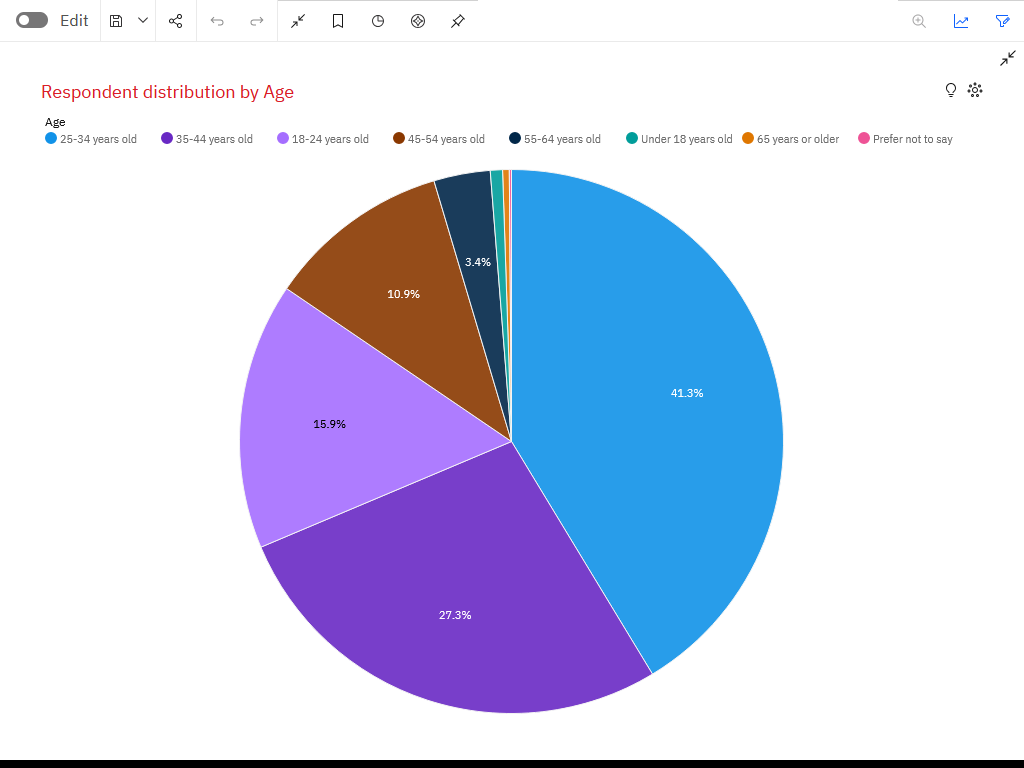 Edit
Respondent distribution by Age
Age
25-34 years old 35-44 years old 18-24 years old 45-54 years old 55-64 years old Under 18 years old 65 years or older Prefer not to say
3.4%
10.9%
41.3%
15.9%
27.3%